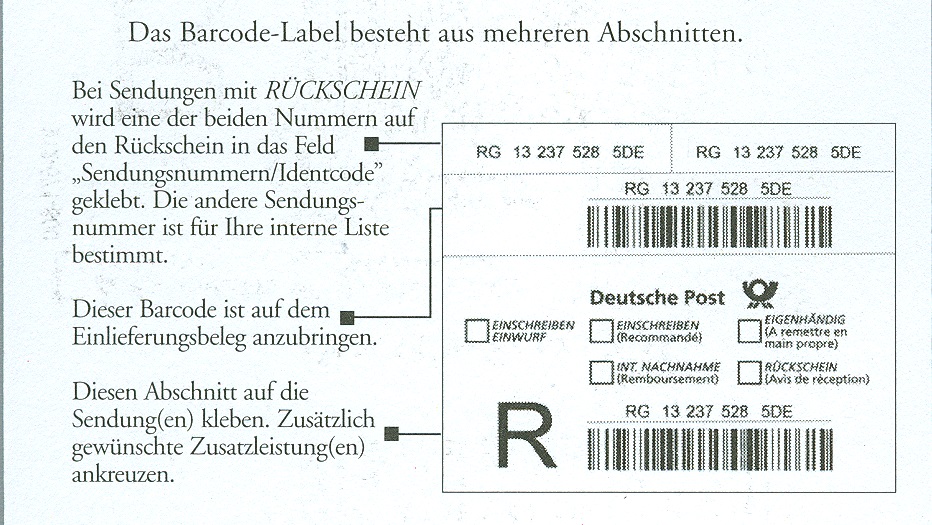 Das Barcode-Label besteht aus mehreren Abschnitten.
Bei Sendungen mit RÜCKSCHEIN
wird eine der beiden Nummern auf
den Rückschein in das Feld
„Sendungsnummern/Identcode”
geklebt. Die andere Sendungs-
nummer ist für Ihre interne Liste
bestimmt.
Dieser Barcode ist auf dem
Einlieferungsbeleg anzubringen.
Diesen Abschnitt auf die
Sendung(en) kleben. Zusätzlich
gewünschte Zusatzleistung(en)
ankreuzen.
RG 13 237 528 5DE
RG 13 237 528 5DE
RG 13 237 528 5DE
Deutsche Post
EINSCHREIBEN
EINWURF
EINSCHREIBEN
(Recommandé)
EIGENHÄNDIG
(A remettre en
main propre)
INT. NACHNAHME
(Remboursement)
RÜCKSCHEIN
(Avis de réception)
R
RG 13 237 528 5DE